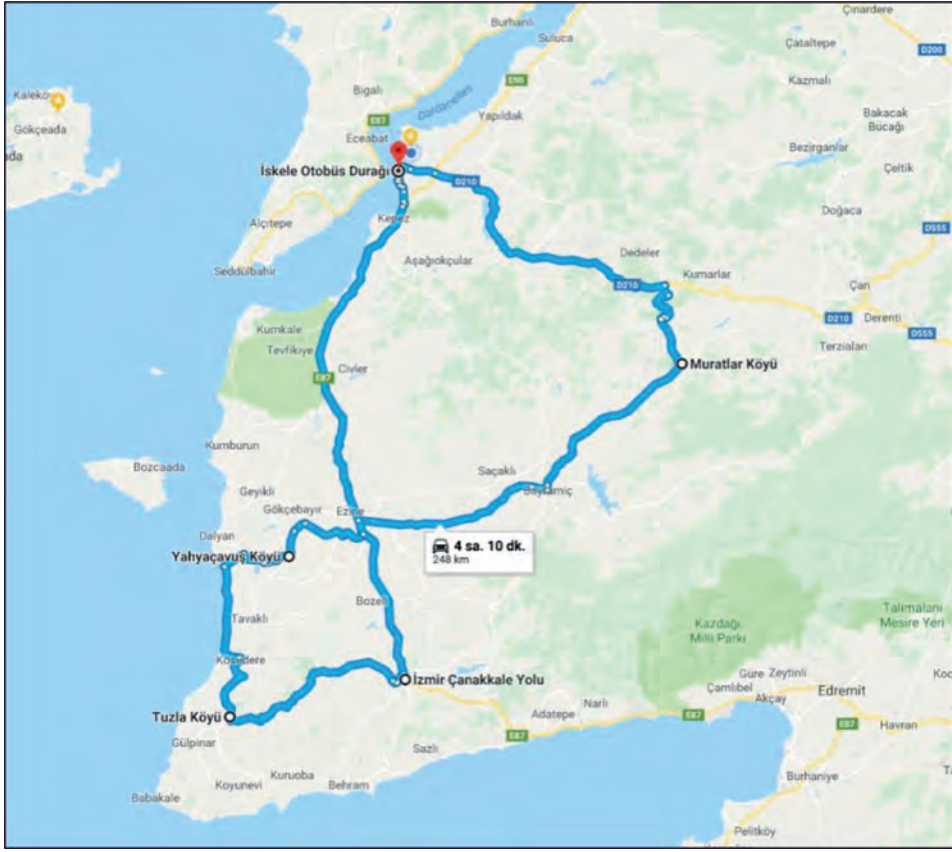 Burhanlı
Suluca
Çınardere
D200
Çataltepe
Kazmalı
E90
Kaleköy
Bigalı
Dardanelles
Gökçeada
E87
Yapıldak
Bakacak
Bucağı
Eceabat
Bezirganlar
Çeltik
İskele Otobüs Durağı
D210
Doğaca
Alçıtepe
Kepez
D555
Seddülbahir
Aşağıokçular
Dedeler
Kumarlar
D210
Çan
D210
Derenti
D555
Kumkale
Terzialan
Tevfikiye
Civler
E87
Muratlar Köyü
Kumburun
Bozcaada
Saçaklı
Geyikli
Bayramiç
Gökçebayır
Ezine
Dalyan
4 sa. 10 dk.
248 km
Yahyaçavuş Köyü
Bozeli
Tavaklı
Kazdağı
Milli Parkı
Talimalanı
Mesire Yeri
Kösedere
İzmir Çanakkale Yolu
Güre
Zeytinli
Çamlıbel
Akçay
Edremit
Tuzla Köyü
Narlı
Adatepe
E87
E87
Havran
Gülpınar
Sazlı
E87
Kuruoba
Koyunevi
Behram
Babakale
Burhaniye
Pelitköy